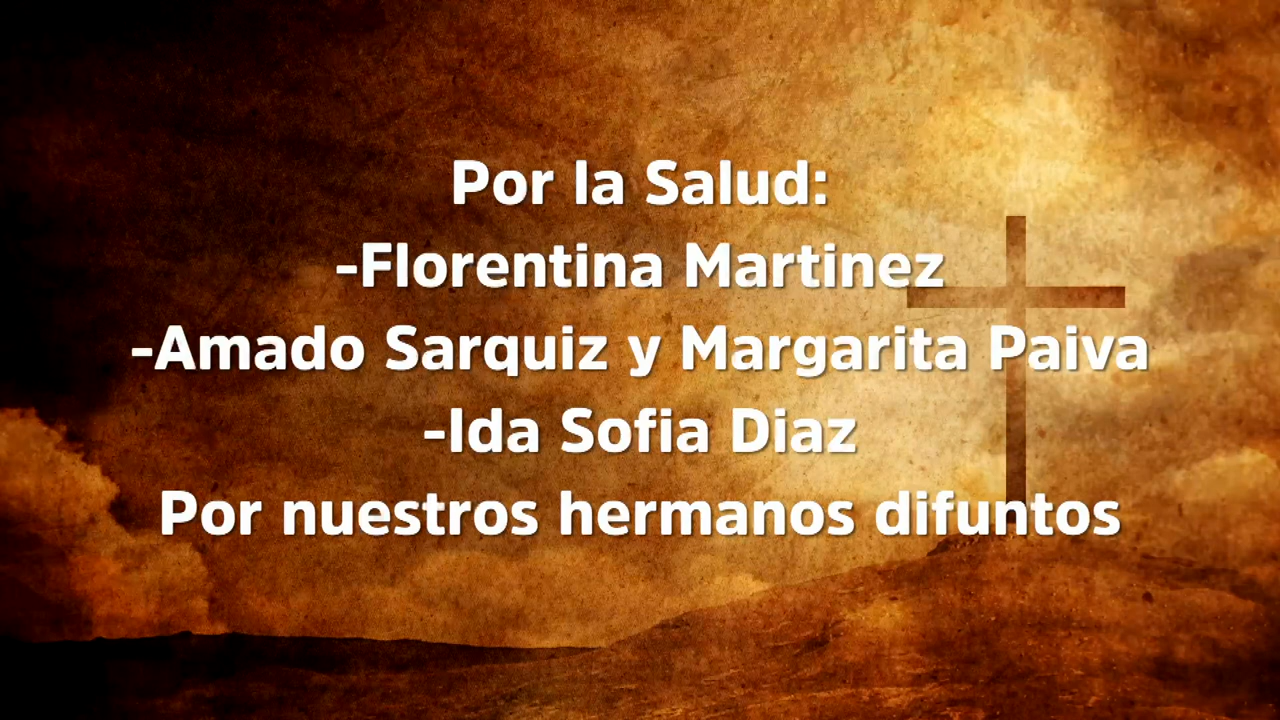 Por la Salud:
-Florentina Martinez
-Amado Sarquiz y Margarita Paiva
-Ida Sofia Diaz
Por nuestros hermanos difuntos